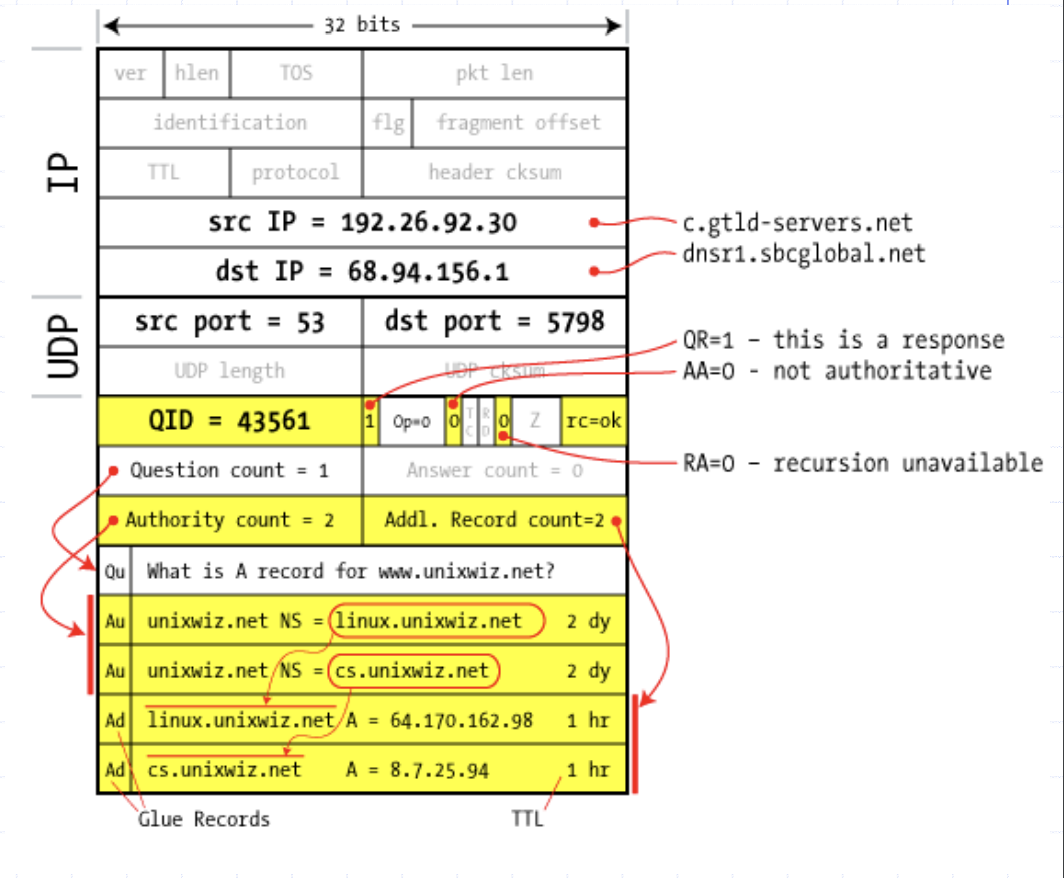 32 bits
IP
ver hlen TOS pkt len
identification flg fragment offset
TTL protocol header cksum
src IP = 192.26.92.30
c.gtld-servers.net
dst IP = 68.94.156.1
dnsr1.sbcglobal.net
UDP
src port = 53 dst port = 5798
QR=1 – this is a response
UDP length UDP cksum
AA=0 - not authoritative
QID = 43561 1 Op=0 0 TC RD 0 Z rc=ok
Question count = 1 Answer count = 0
RA=0 – recursion unavailable
Authority count = 2 Addl. Record count=2
Qu What is A record for www.unixwiz.net?
Au unixwiz.net NS = linux.unixwiz.net 2 dy
Au unixwiz.net NS = cs.unixwiz.net 2 dy
Ad linux.unixwiz.net A = 64.170.162.98 1 hr
Ad cs.unixwiz.net A = 8.7.25.94 1 hr
Glue Records TTL